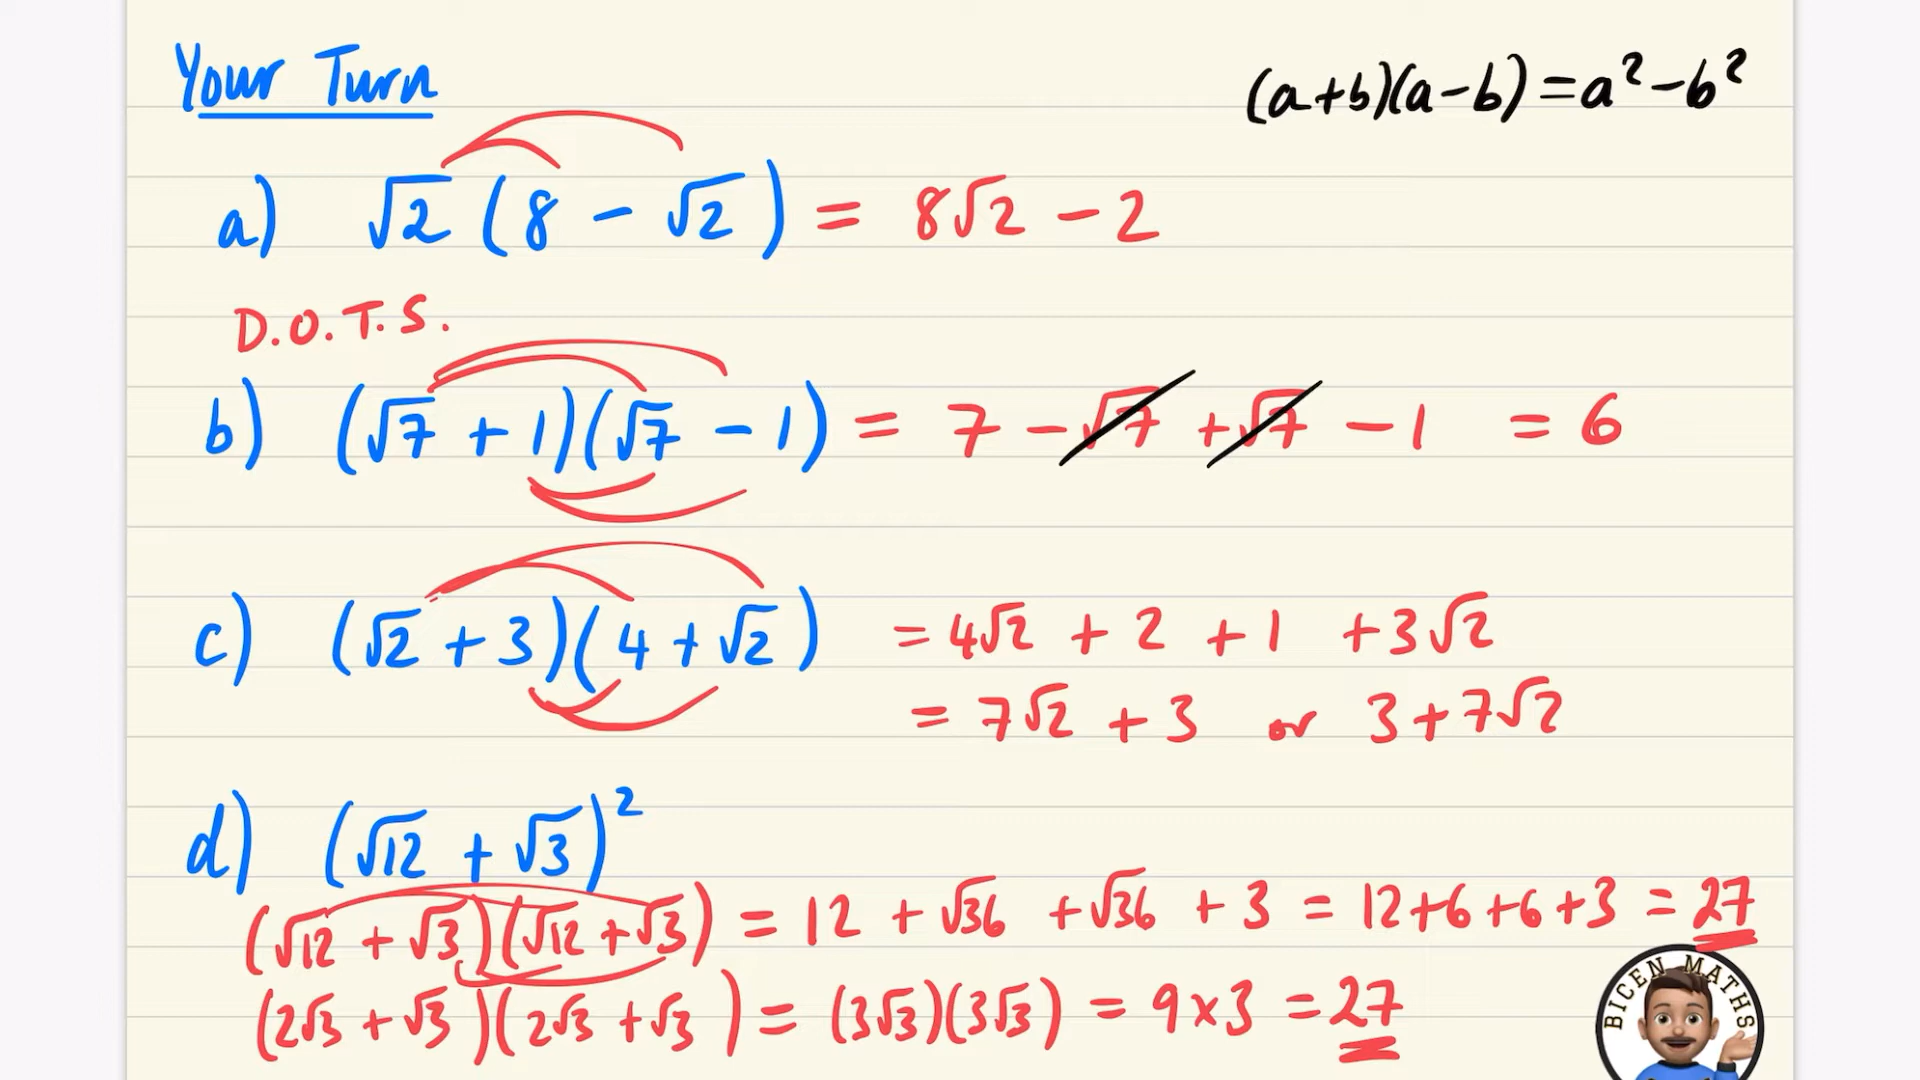 Your Turn
(a+b)(a-b)=a²-b²
a) √2 (8 - √2) = 8√2 - 2
D.O.T.S.
b) (√7 + 1)(√7 - 1) = 7 - √7 + √7 - 1 = 6
c) (√2 + 3)(4 + √2) = 4√2 + 2 + 1 + 3√2
= 7√2 + 3 or 3 + 7√2
d) (√12 + √3)²
(√12 + √3)(√12 + √3) = 12 + √36 + √36 + 3 = 12+6+6+3 = 27
(2√3 + √3)(2√3 + √3) = (3√3)(3√3) = 9×3 = 27
BICEN MATHS